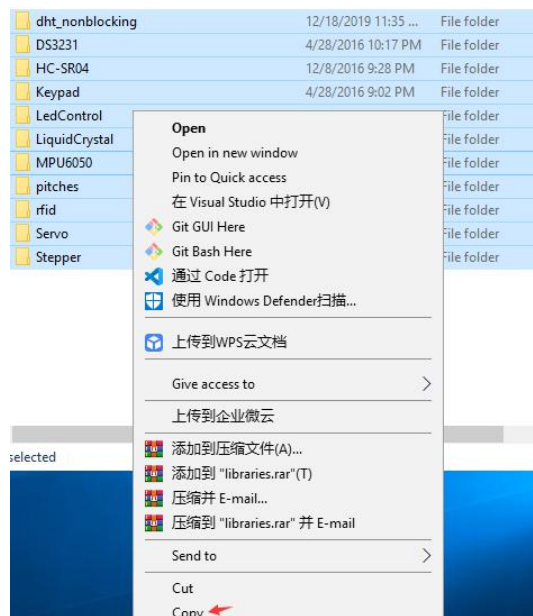 dht_nonblocking 12/18/2019 11:35 ... File folder
DS3231 4/28/2016 10:17 PM File folder
HC-SR04 12/8/2016 9:28 PM File folder
Keypad 4/28/2016 9:02 PM File folder
LedControl File folder
LiquidCrystal File folder
MPU6050 File folder
pitches File folder
rfid File folder
Servo File folder
Stepper File folder
Open
Open in new window
Pin to Quick access
在 Visual Studio 中打开(V)
Git GUI Here
Git Bash Here
通过 Code 打开
使用 Windows Defender扫描...
上传到WPS云文档
Give access to
上传到企业微云
selected
添加到压缩文件(A)...
添加到 "libraries.rar"(T)
压缩并 E-mail...
压缩到 "libraries.rar" 并 E-mail
Send to
Cut
Copy